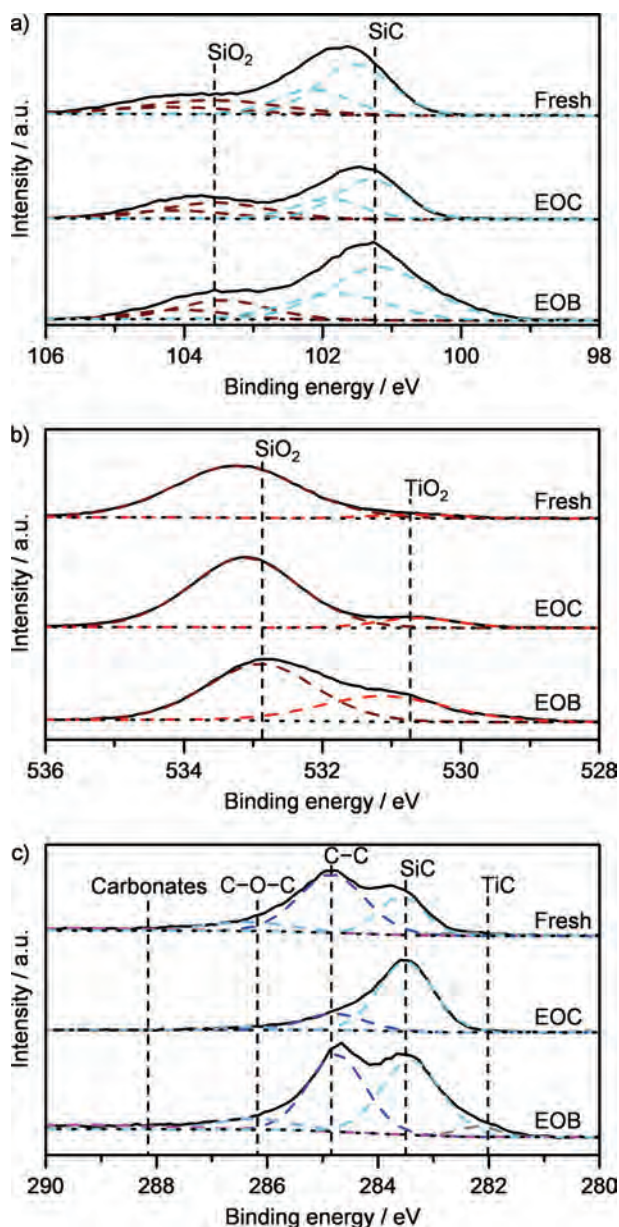 a)
SiO₂
SiC
Fresh
EOC
EOB
Intensity / a.u.
106 104 102 100 98
Binding energy / eV
b)
SiO₂
TiO₂
Fresh
EOC
EOB
Intensity / a.u.
536 534 532 530 528
Binding energy / eV
c)
C–C
Carbonates C–O–C SiC TiC
Fresh
EOC
EOB
Intensity / a.u.
290 288 286 284 282 280
Binding energy / eV